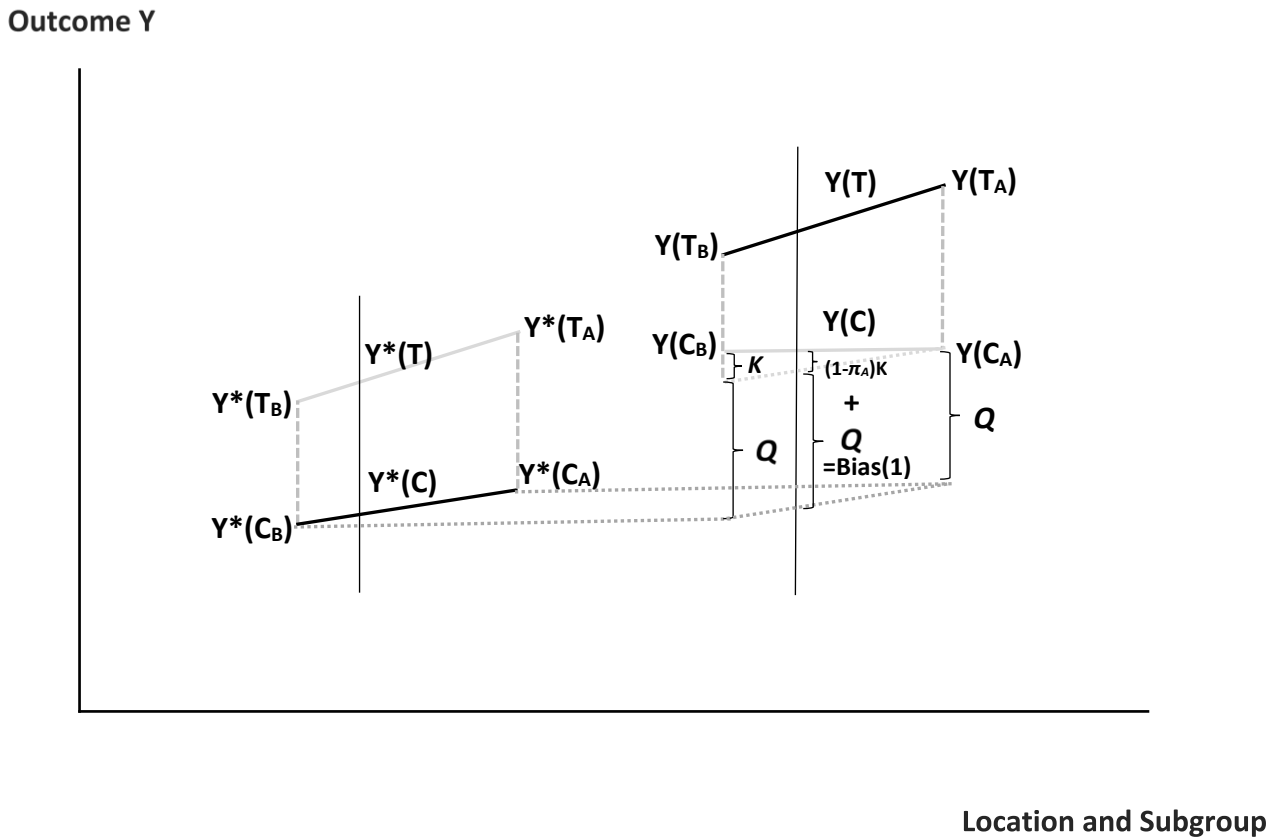 Outcome Y
Y(T)
Y(TA)
Y(TB)
Y(C)
Y(CB)
Y(CA)
Y*(TA)
Y*(T)
Y*(TB)
K
(1-πA)K
+
Q
Q
Q
=Bias(1)
Y*(CA)
Y*(C)
Y*(CB)
Location and Subgroup